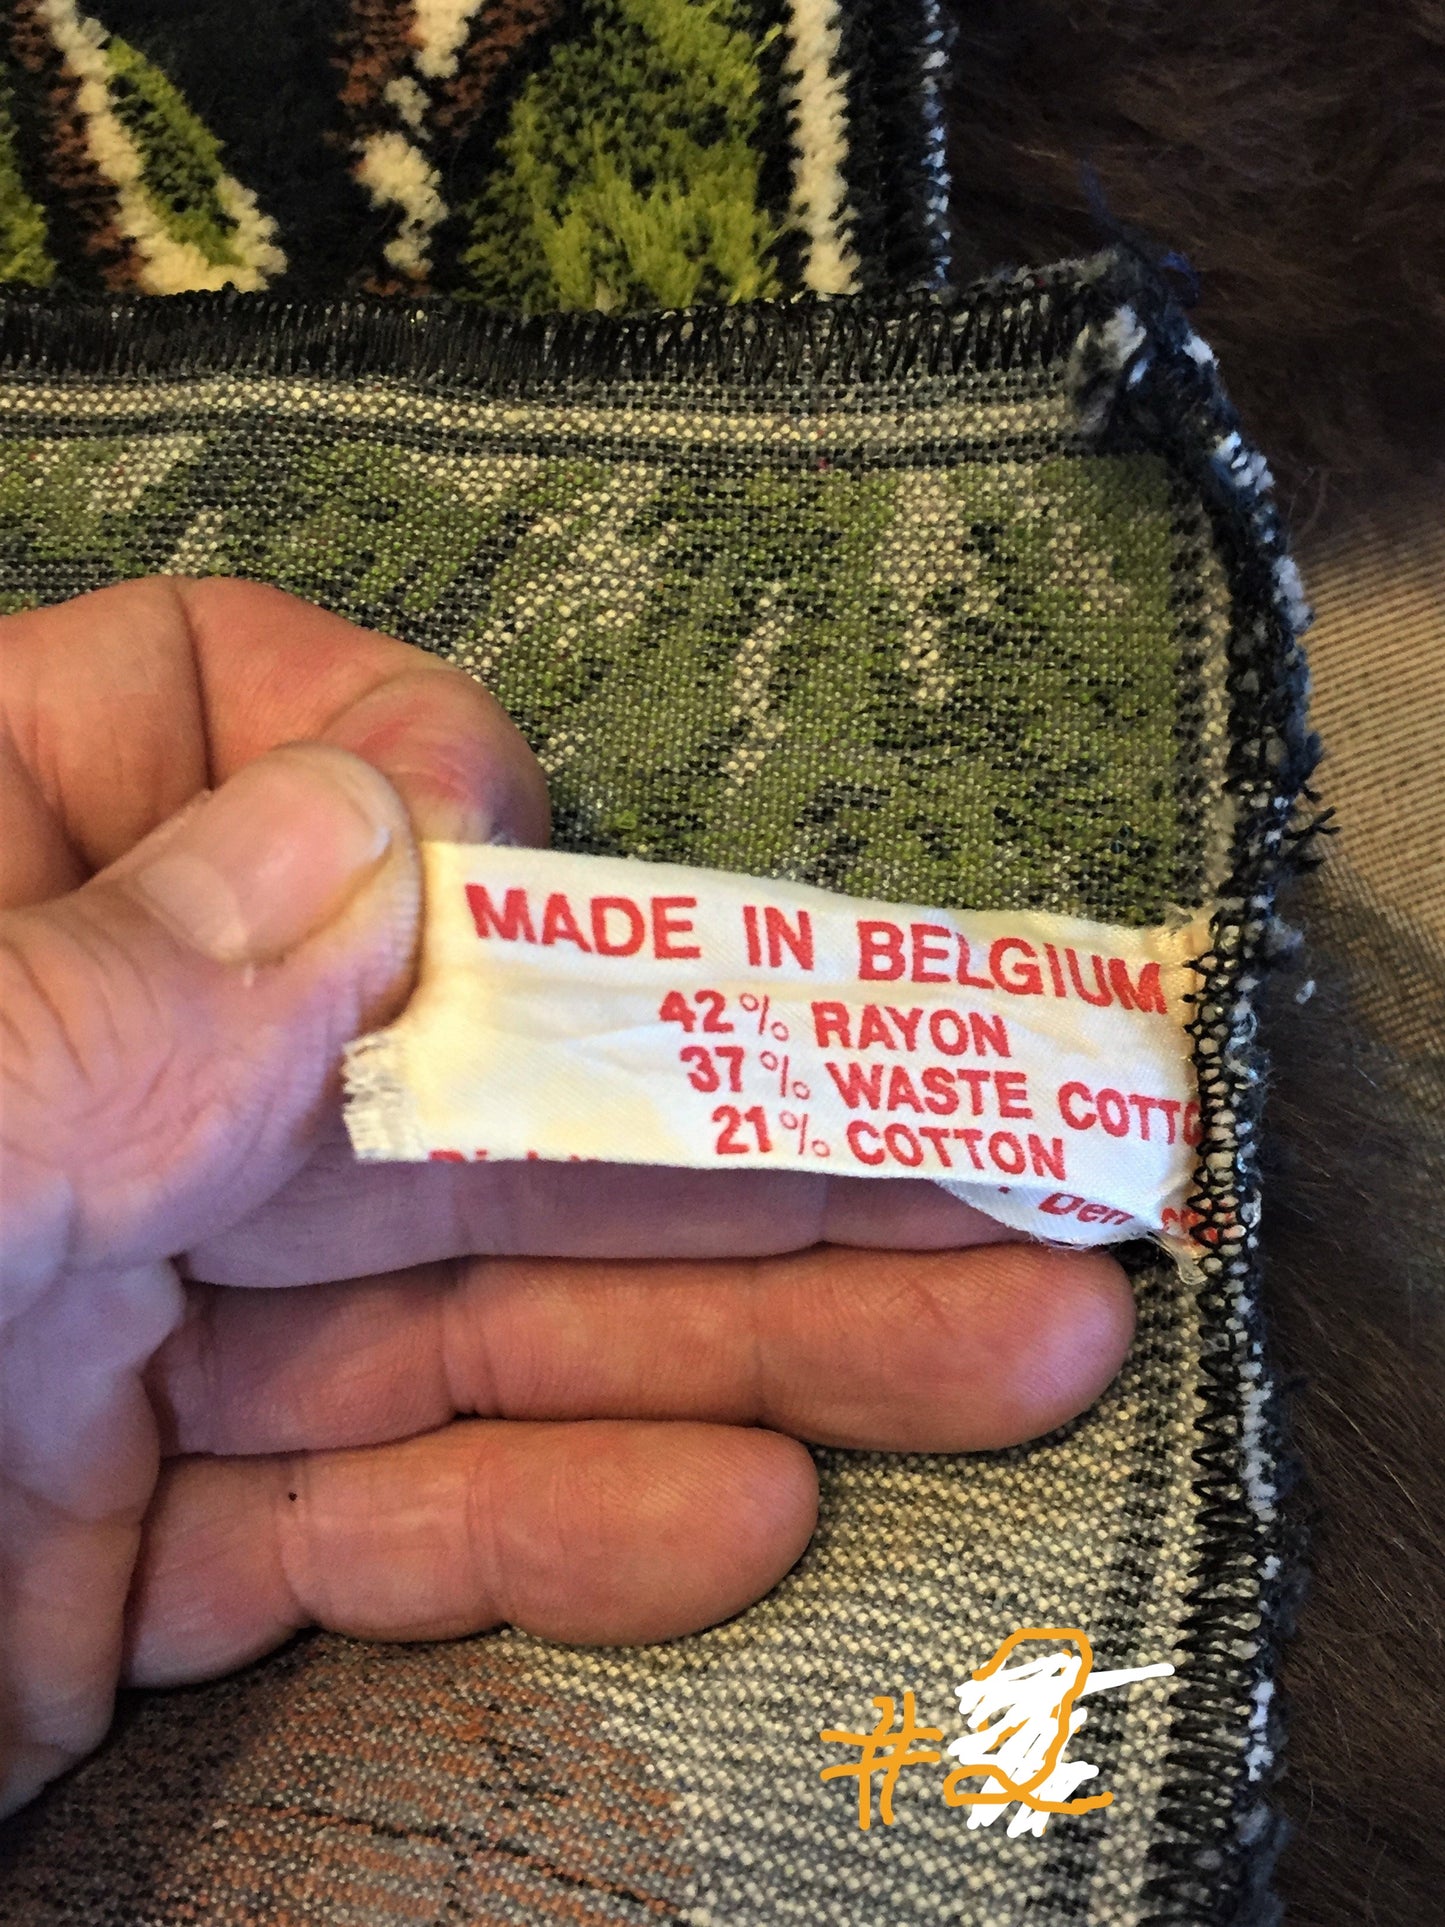 MADE IN BELGIUM
42% RAYON
37% WASTE COTTO
21% COTTON
#2